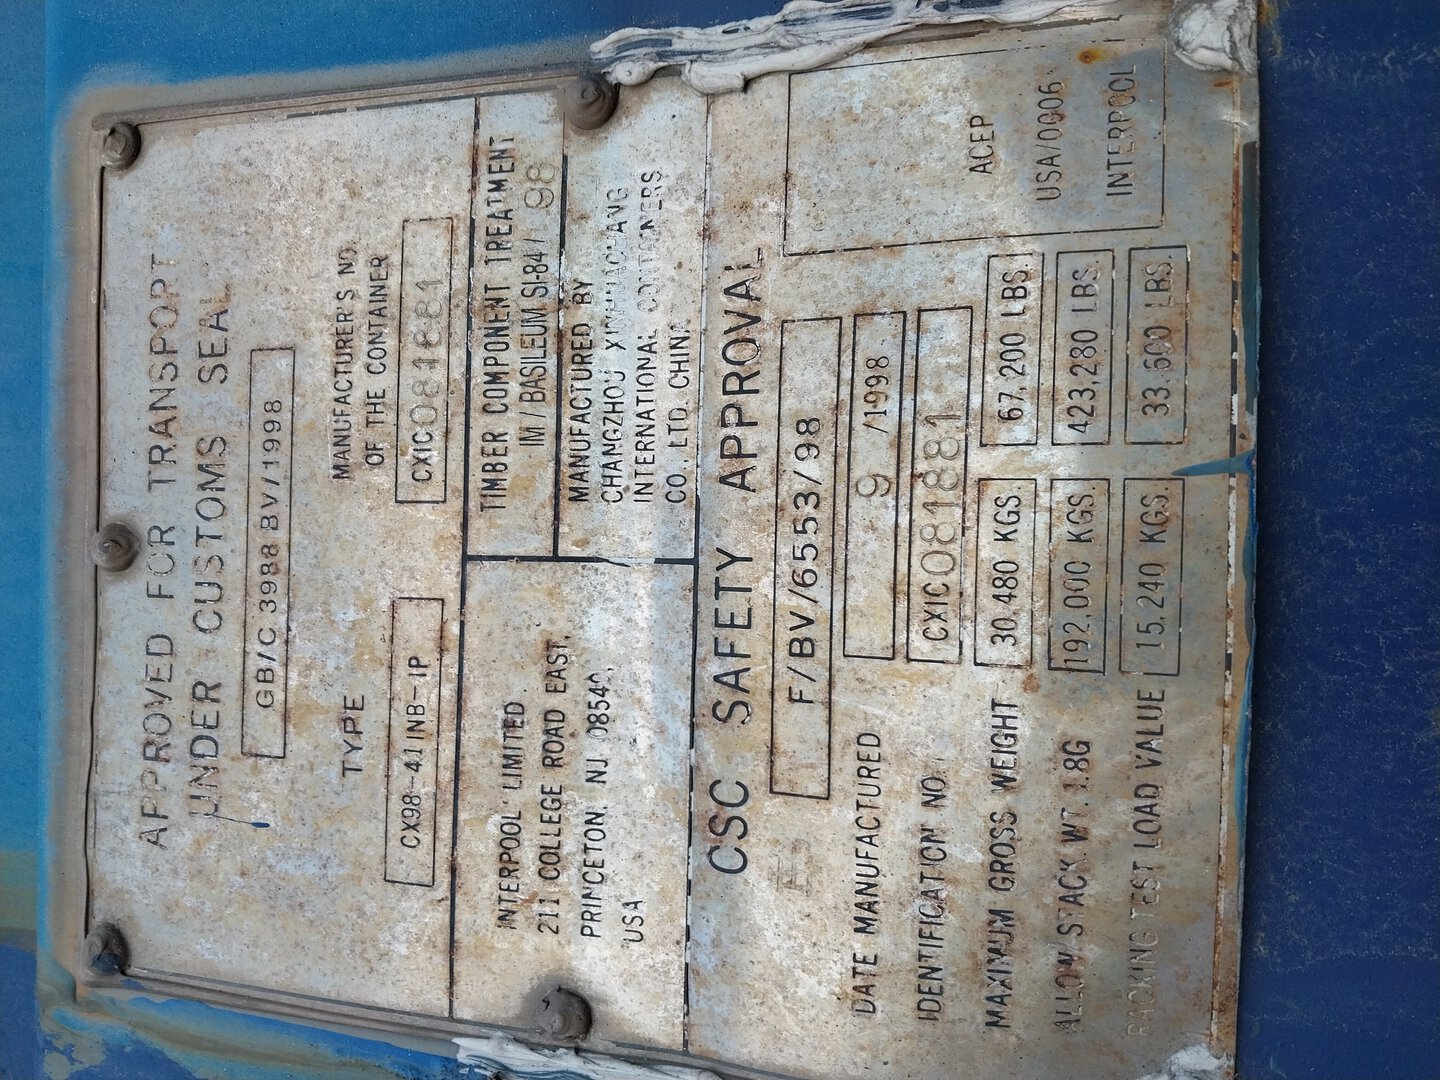 APPROVED FOR TRANSPORT
UNDER CUSTOMS SEAL
GB/C 3988 BV/1998
TYPE
CX98-41INB-IP
MANUFACTURER'S NO.
OF THE CONTAINER
CXIC081881
INTERPOOL LIMITED
211 COLLEGE ROAD EAST,
PRINCETON, NJ 08540,
USA
TIMBER COMPONENT TREATMENT
IM / BASILEUM SI-84 / 98
MANUFACTURED BY
CHANGZHOU XINHUACHANG
INTERNATIONAL CONTAINERS
CO., LTD. CHINA
CSC SAFETY APPROVAL
F/BV/6553/98
DATE MANUFACTURED 9 /1998
IDENTIFICATION NO. CXIC081881
MAXIMUM GROSS WEIGHT 30,480 KGS. 67,200 LBS.
ALLOW. STACK WT. 1.8G 192,000 KGS. 423,280 LBS.
RACKING TEST LOAD VALUE 15,240 KGS. 33,600 LBS.
ACEP
USA/0006
INTERPOOL